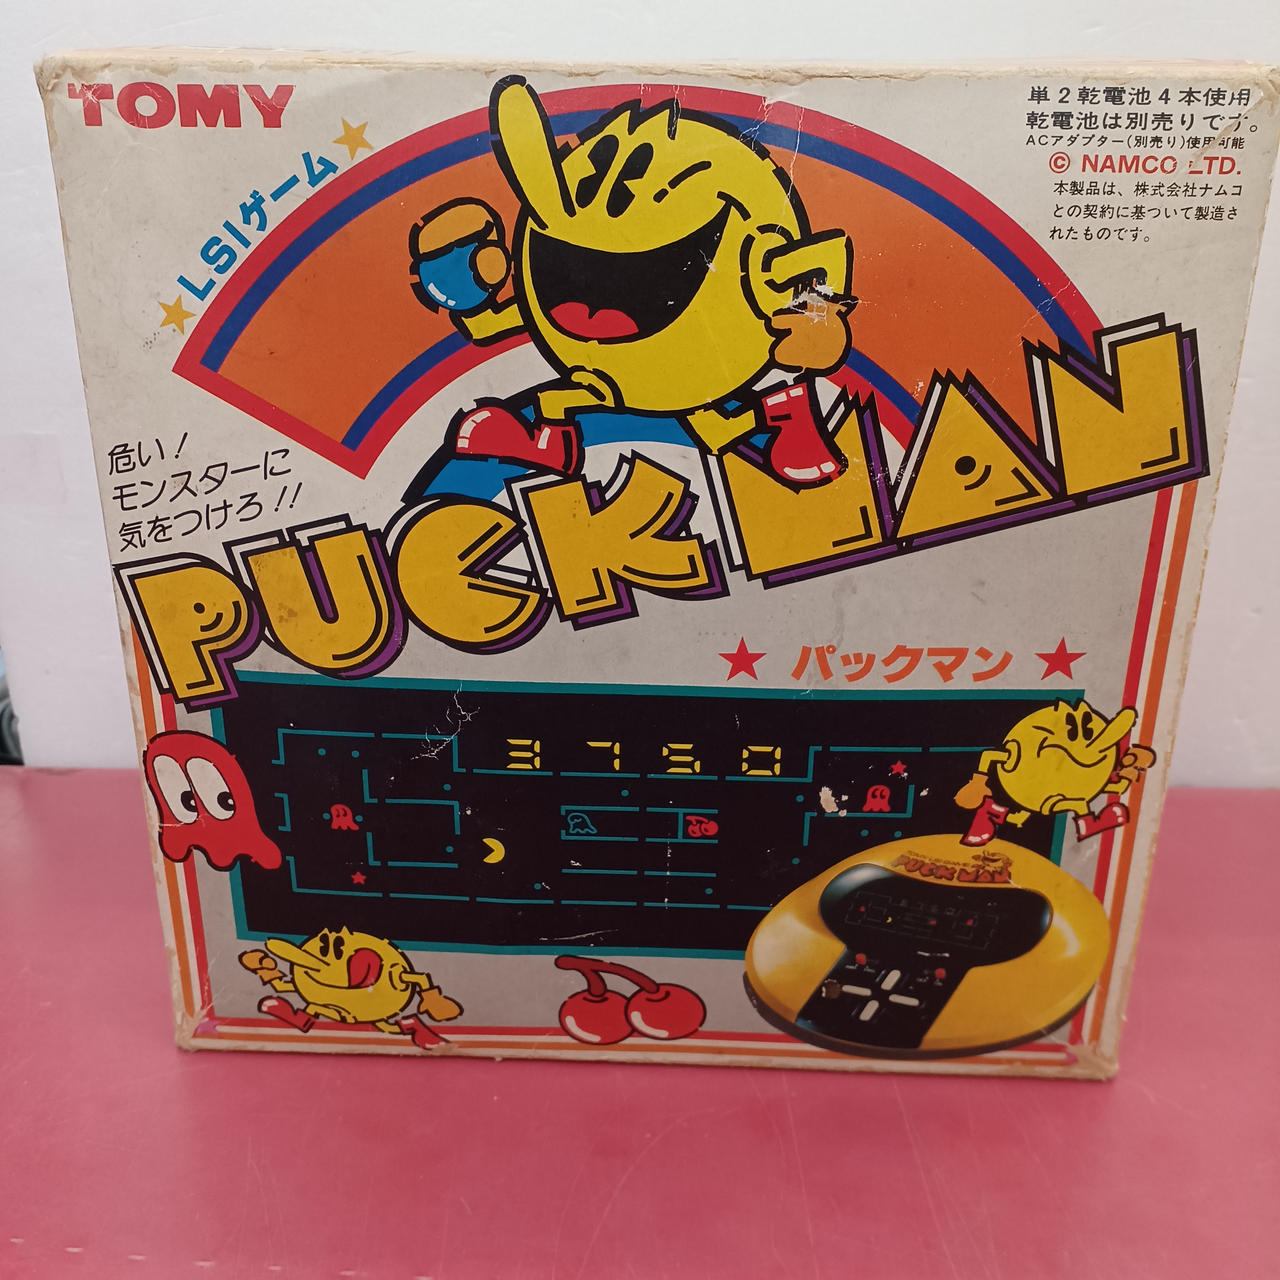 TOMY
★LSIゲーム★
単2乾電池4本使用
乾電池は別売りです。
ACアダプター(別売り)使用可能
© NAMCO LTD.
本製品は、株式会社ナムコ
との契約に基づいて製造さ
れたものです。
危い!
モンスターに
気をつけろ!!
PUCKMAN
★ パックマン ★
3750
PUCKMAN